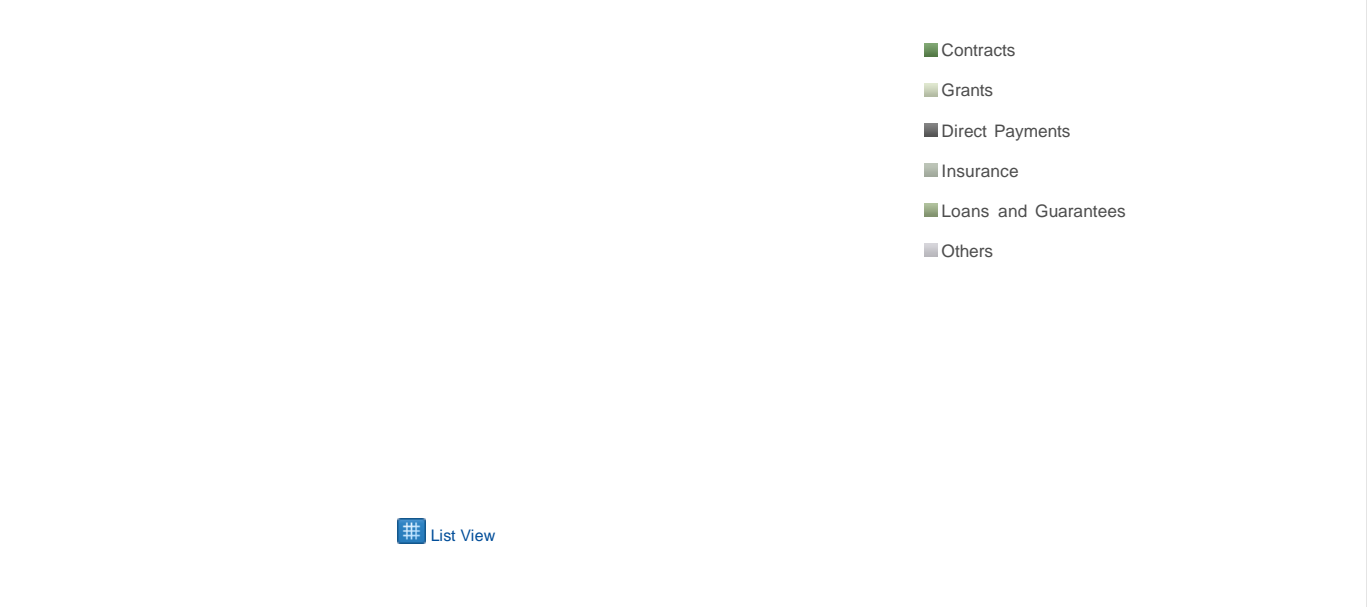 Contracts
Grants
Direct Payments
Insurance
Loans and Guarantees
Others
List View